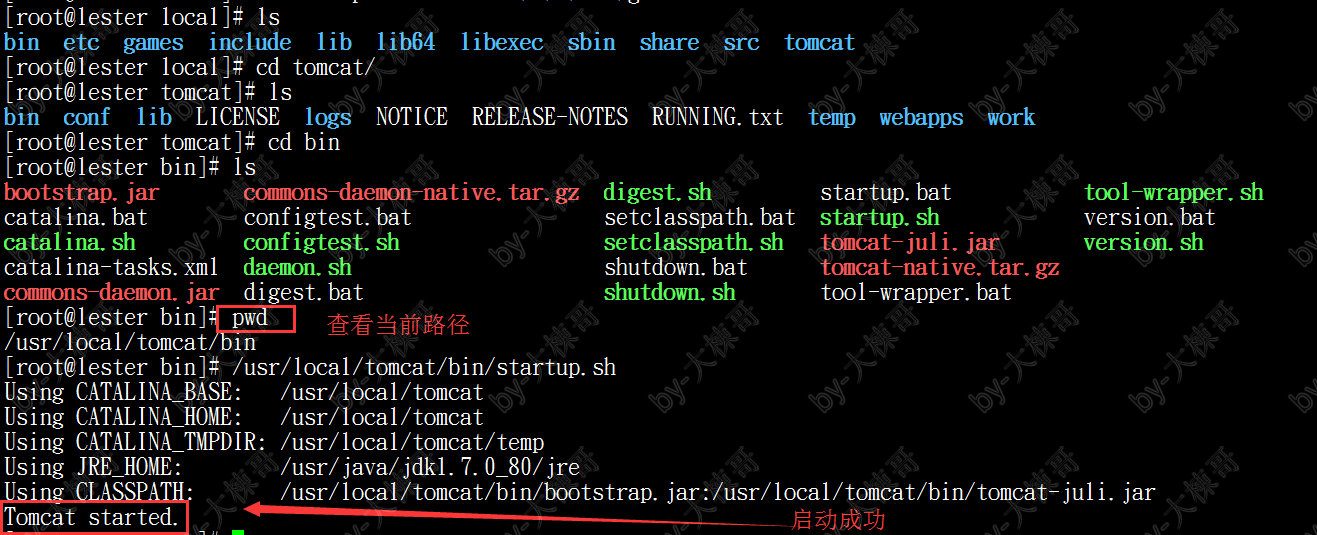 [root@lester local]# ls
bin etc games include lib lib64 libexec sbin share src tomcat
[root@lester local]# cd tomcat/
[root@lester tomcat]# ls
bin conf lib LICENSE logs NOTICE RELEASE-NOTES RUNNING.txt temp webapps work
[root@lester tomcat]# cd bin
[root@lester bin]# ls
bootstrap.jar commons-daemon-native.tar.gz digest.sh startup.bat tool-wrapper.sh
catalina.bat configtest.bat setclasspath.bat startup.sh version.bat
catalina.sh configtest.sh setclasspath.sh tomcat-juli.jar version.sh
catalina-tasks.xml daemon.sh shutdown.bat tomcat-native.tar.gz
commons-daemon.jar digest.bat shutdown.sh tool-wrapper.bat
[root@lester bin]# pwd 查看当前路径
/usr/local/tomcat/bin
[root@lester bin]# /usr/local/tomcat/bin/startup.sh
Using CATALINA_BASE: /usr/local/tomcat
Using CATALINA_HOME: /usr/local/tomcat
Using CATALINA_TMPDIR: /usr/local/tomcat/temp
Using JRE_HOME: /usr/java/jdk1.7.0_80/jre
Using CLASSPATH: /usr/local/tomcat/bin/bootstrap.jar:/usr/local/tomcat/bin/tomcat-juli.jar
Tomcat started. 启动成功
by-大懒哥